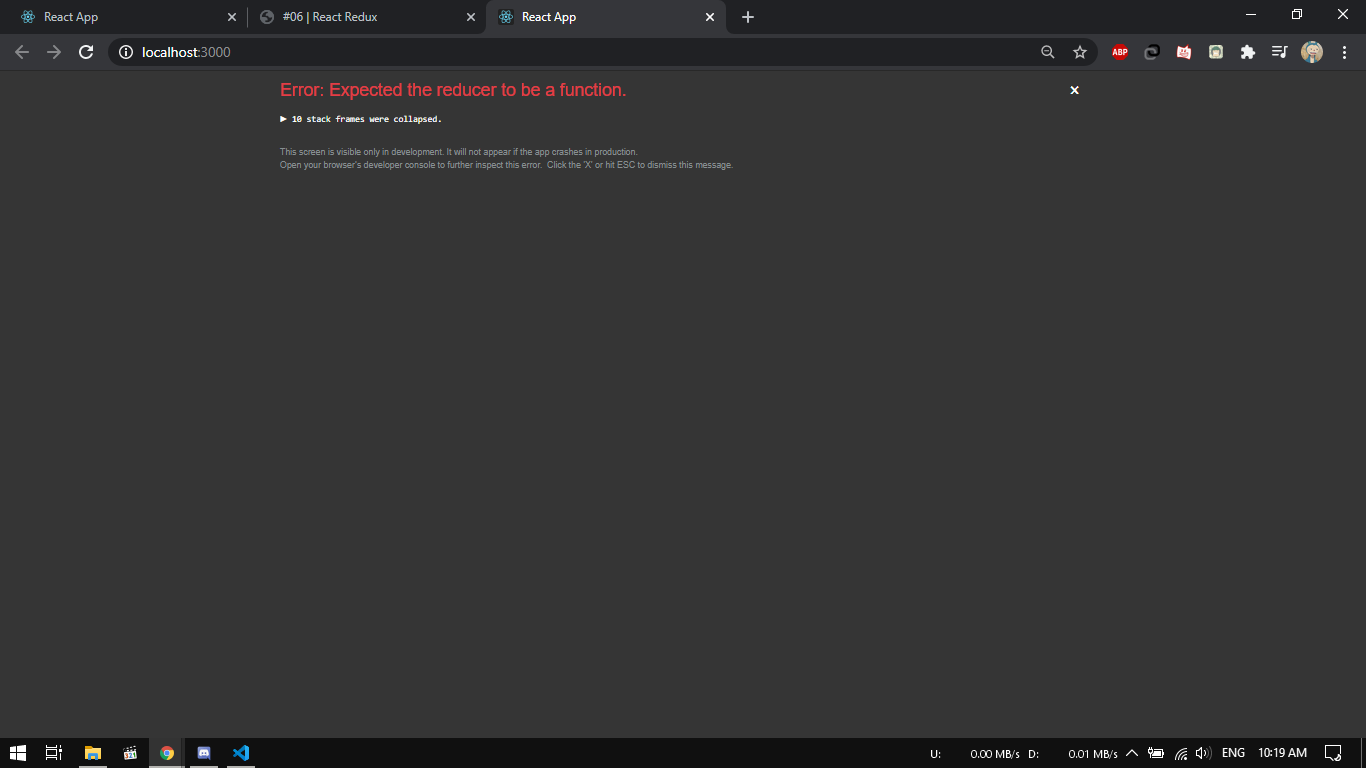 React App
#06 | React Redux
React App
localhost:3000
ABP
Error: Expected the reducer to be a function.
▶ 10 stack frames were collapsed.
This screen is visible only in development. It will not appear if the app crashes in production.
Open your browser's developer console to further inspect this error.  Click the 'X' or hit ESC to dismiss this message.
U: 0.00 MB/s D: 0.01 MB/s ENG 10:19 AM